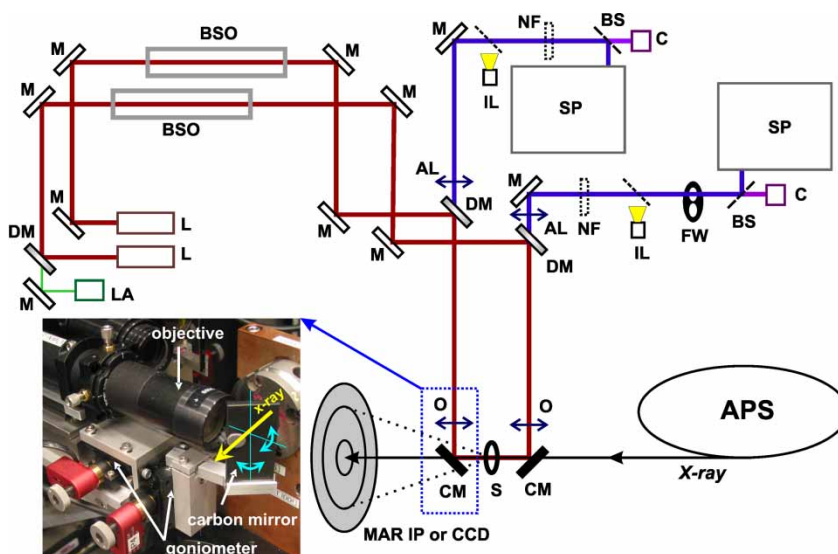 M
NF
BS
C
BSO
M
M
IL
SP
M
M
BSO
SP
AL
M
DM
M
L
M
AL
NF
IL
FW
BS
C
DM
M
DM
L
LA
M
objective
x-ray
carbon mirror
goniometer
O
O
APS
X-ray
CM
S
CM
MAR IP or CCD